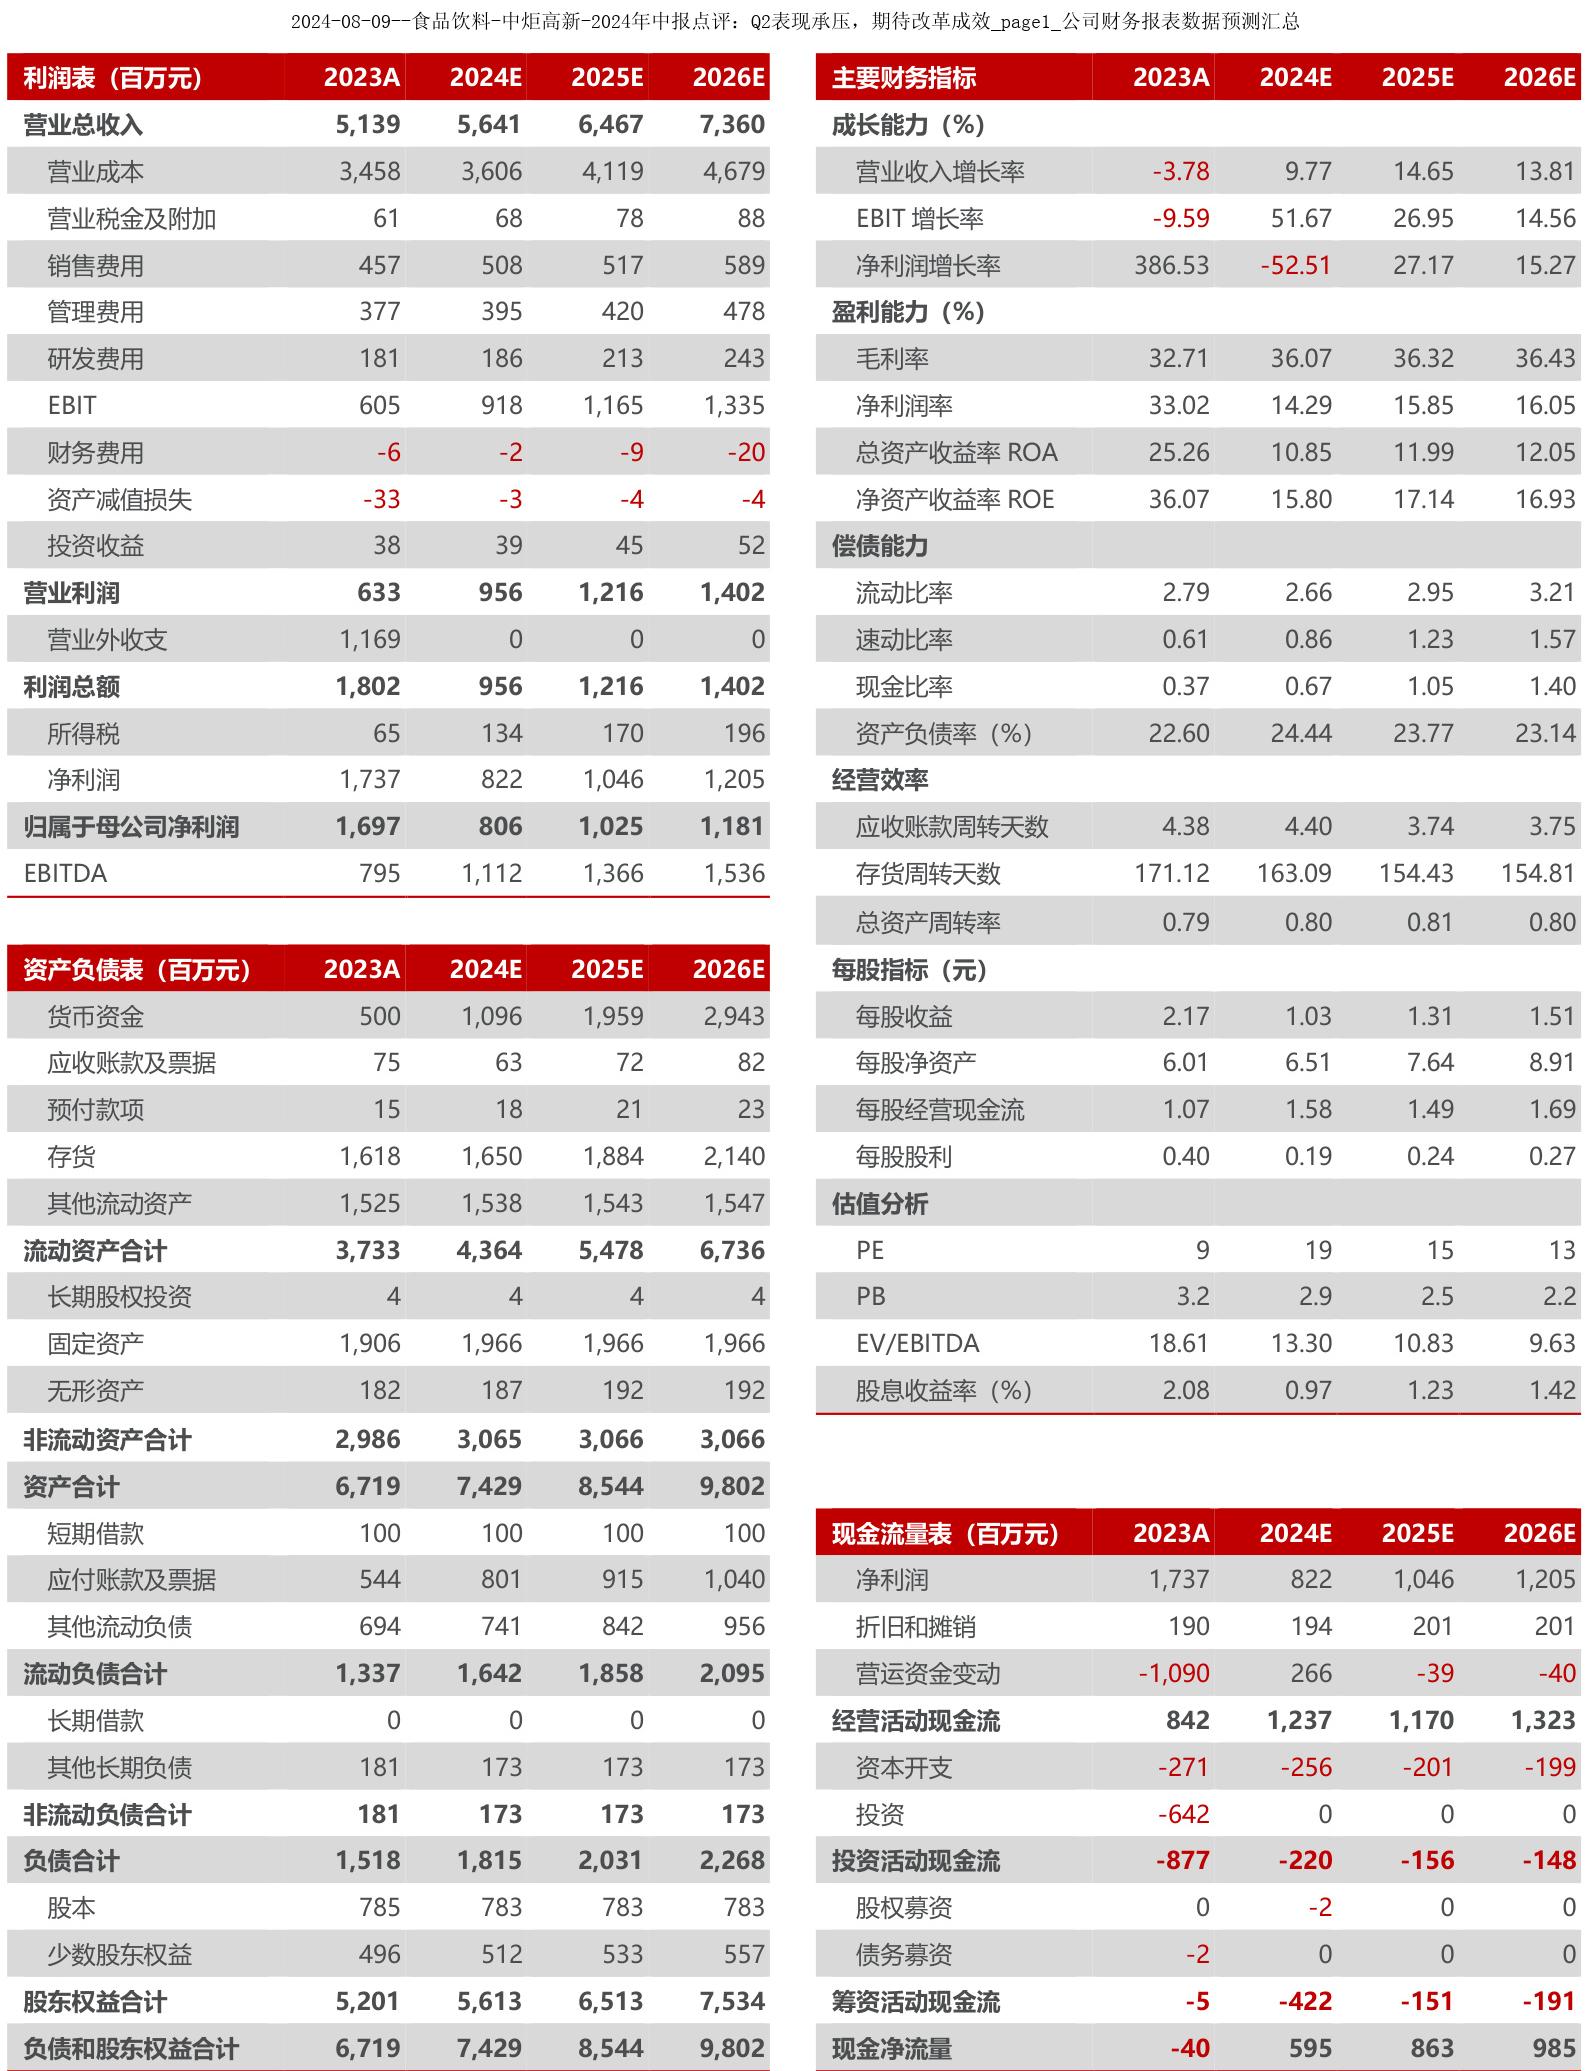 2024-08-09--食品饮料-中炬高新-2024年中报点评：Q2表现承压，期待改革成效_page1_公司财务报表数据预测汇总
利润表（百万元） 2023A 2024E 2025E 2026E
营业总收入 5,139 5,641 6,467 7,360
营业成本 3,458 3,606 4,119 4,679
营业税金及附加 61 68 78 88
销售费用 457 508 517 589
管理费用 377 395 420 478
研发费用 181 186 213 243
EBIT 605 918 1,165 1,335
财务费用 -6 -2 -9 -20
资产减值损失 -33 -3 -4 -4
投资收益 38 39 45 52
营业利润 633 956 1,216 1,402
营业外收支 1,169 0 0 0
利润总额 1,802 956 1,216 1,402
所得税 65 134 170 196
净利润 1,737 822 1,046 1,205
归属于母公司净利润 1,697 806 1,025 1,181
EBITDA 795 1,112 1,366 1,536
资产负债表（百万元） 2023A 2024E 2025E 2026E
货币资金 500 1,096 1,959 2,943
应收账款及票据 75 63 72 82
预付款项 15 18 21 23
存货 1,618 1,650 1,884 2,140
其他流动资产 1,525 1,538 1,543 1,547
流动资产合计 3,733 4,364 5,478 6,736
长期股权投资 4 4 4 4
固定资产 1,906 1,966 1,966 1,966
无形资产 182 187 192 192
非流动资产合计 2,986 3,065 3,066 3,066
资产合计 6,719 7,429 8,544 9,802
短期借款 100 100 100 100
应付账款及票据 544 801 915 1,040
其他流动负债 694 741 842 956
流动负债合计 1,337 1,642 1,858 2,095
长期借款 0 0 0 0
其他长期负债 181 173 173 173
非流动负债合计 181 173 173 173
负债合计 1,518 1,815 2,031 2,268
股本 785 783 783 783
少数股东权益 496 512 533 557
股东权益合计 5,201 5,613 6,513 7,534
负债和股东权益合计 6,719 7,429 8,544 9,802
主要财务指标 2023A 2024E 2025E 2026E
成长能力（%）
营业收入增长率 -3.78 9.77 14.65 13.81
EBIT 增长率 -9.59 51.67 26.95 14.56
净利润增长率 386.53 -52.51 27.17 15.27
盈利能力（%）
毛利率 32.71 36.07 36.32 36.43
净利润率 33.02 14.29 15.85 16.05
总资产收益率 ROA 25.26 10.85 11.99 12.05
净资产收益率 ROE 36.07 15.80 17.14 16.93
偿债能力
流动比率 2.79 2.66 2.95 3.21
速动比率 0.61 0.86 1.23 1.57
现金比率 0.37 0.67 1.05 1.40
资产负债率（%） 22.60 24.44 23.77 23.14
经营效率
应收账款周转天数 4.38 4.40 3.74 3.75
存货周转天数 171.12 163.09 154.43 154.81
总资产周转率 0.79 0.80 0.81 0.80
每股指标（元）
每股收益 2.17 1.03 1.31 1.51
每股净资产 6.01 6.51 7.64 8.91
每股经营现金流 1.07 1.58 1.49 1.69
每股股利 0.40 0.19 0.24 0.27
估值分析
PE 9 19 15 13
PB 3.2 2.9 2.5 2.2
EV/EBITDA 18.61 13.30 10.83 9.63
股息收益率（%） 2.08 0.97 1.23 1.42
现金流量表（百万元） 2023A 2024E 2025E 2026E
净利润 1,737 822 1,046 1,205
折旧和摊销 190 194 201 201
营运资金变动 -1,090 266 -39 -40
经营活动现金流 842 1,237 1,170 1,323
资本开支 -271 -256 -201 -199
投资 -642 0 0 0
投资活动现金流 -877 -220 -156 -148
股权募资 0 -2 0 0
债务募资 -2 0 0 0
筹资活动现金流 -5 -422 -151 -191
现金净流量 -40 595 863 985